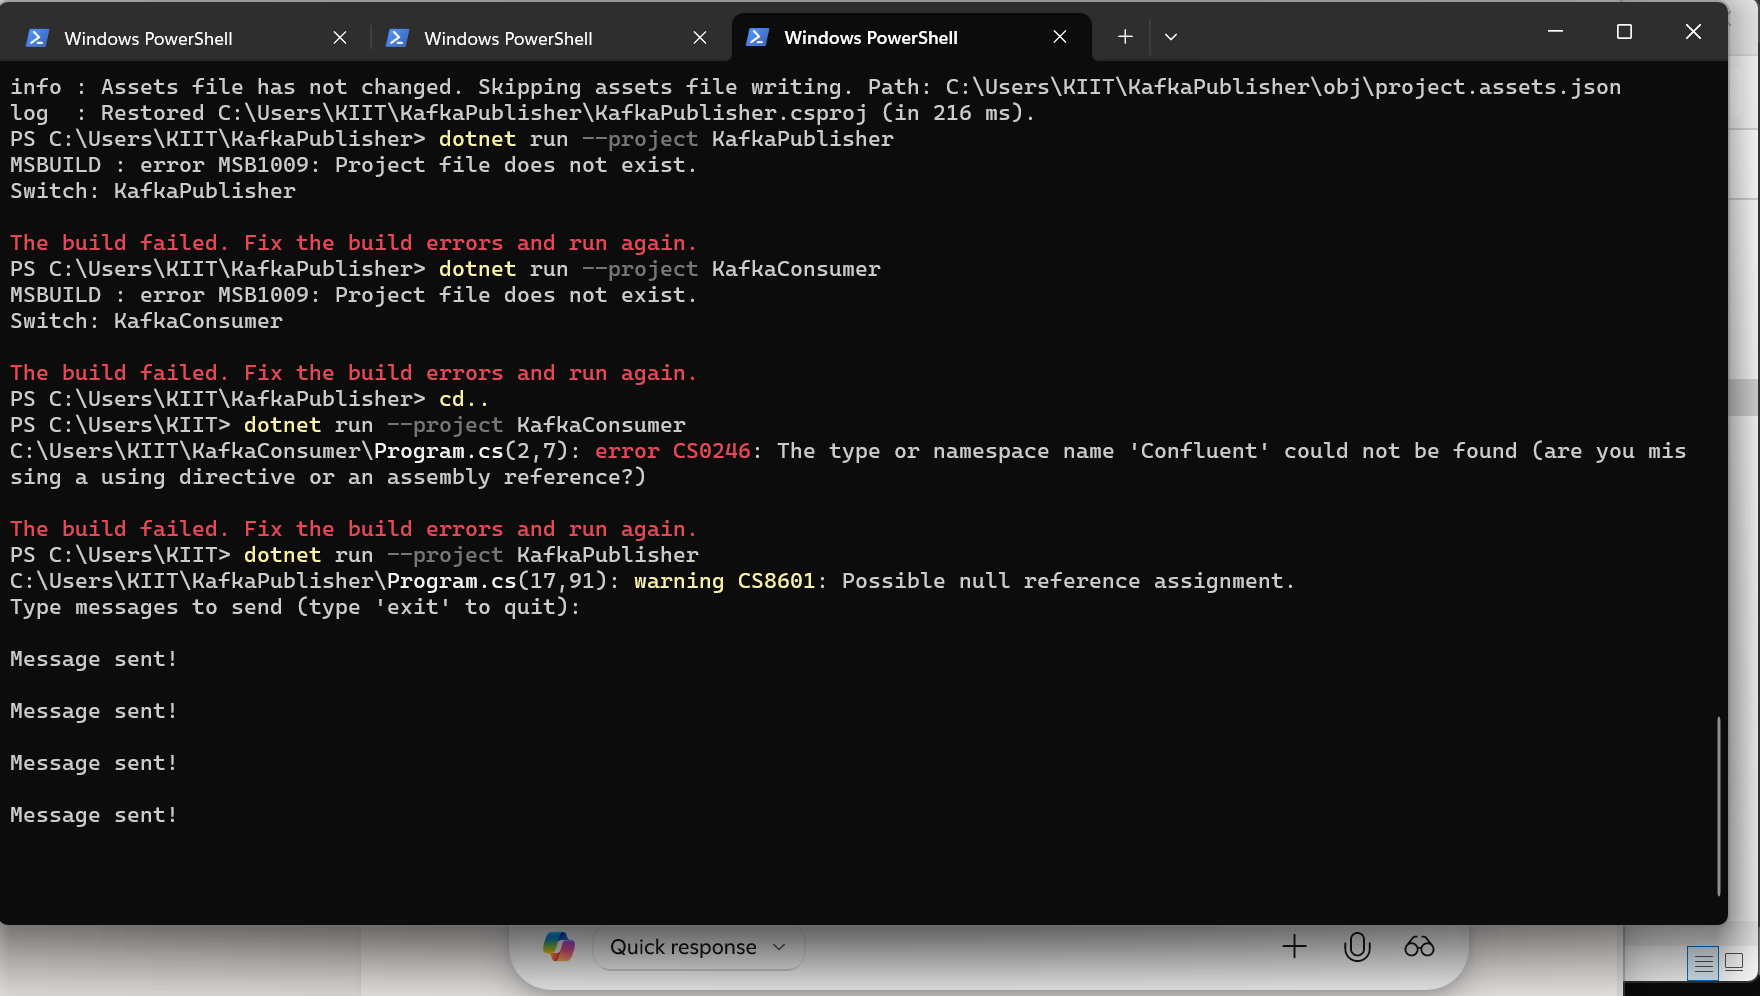 Windows PowerShell
Windows PowerShell
Windows PowerShell
info : Assets file has not changed. Skipping assets file writing. Path: C:\Users\KIIT\KafkaPublisher\obj\project.assets.json
log  : Restored C:\Users\KIIT\KafkaPublisher\KafkaPublisher.csproj (in 216 ms).
PS C:\Users\KIIT\KafkaPublisher> dotnet run --project KafkaPublisher
MSBUILD : error MSB1009: Project file does not exist.
Switch: KafkaPublisher
The build failed. Fix the build errors and run again.
PS C:\Users\KIIT\KafkaPublisher> dotnet run --project KafkaConsumer
MSBUILD : error MSB1009: Project file does not exist.
Switch: KafkaConsumer
The build failed. Fix the build errors and run again.
PS C:\Users\KIIT\KafkaPublisher> cd..
PS C:\Users\KIIT> dotnet run --project KafkaConsumer
C:\Users\KIIT\KafkaConsumer\Program.cs(2,7): error CS0246: The type or namespace name 'Confluent' could not be found (are you mis
sing a using directive or an assembly reference?)
The build failed. Fix the build errors and run again.
PS C:\Users\KIIT> dotnet run --project KafkaPublisher
C:\Users\KIIT\KafkaPublisher\Program.cs(17,91): warning CS8601: Possible null reference assignment.
Type messages to send (type 'exit' to quit):
Message sent!
Message sent!
Message sent!
Message sent!
Quick response